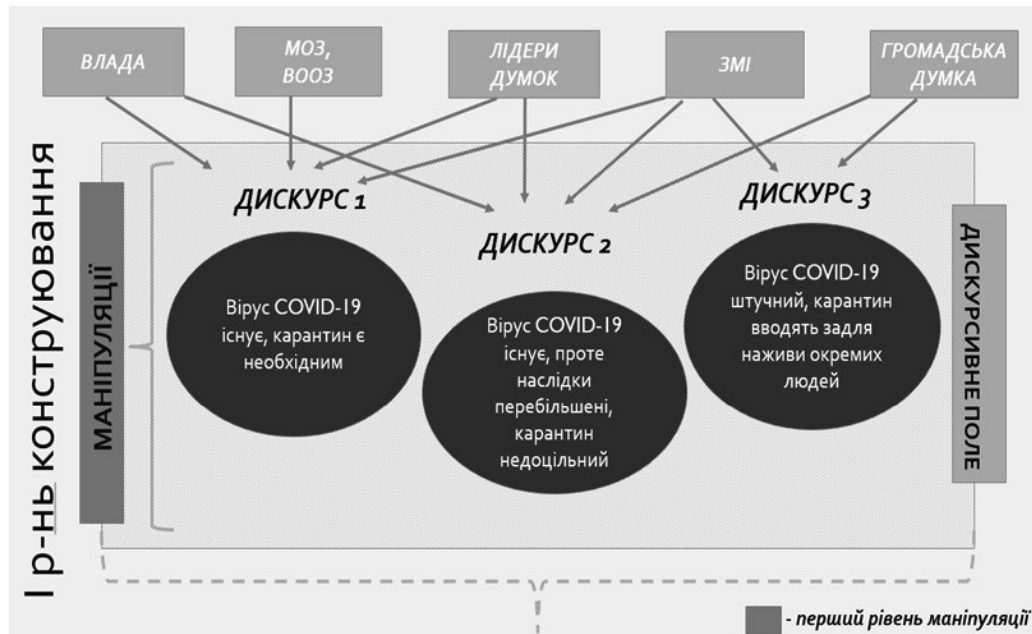 ВЛАДА
МОЗ,
ВООЗ
ЛІДЕРИ
ДУМОК
ЗМІ
ГРОМАДСЬКА
ДУМКА
І р-нь конструювання
МАНІПУЛЯЦІЇ
ДИСКУРС 1
Вірус COVID-19
існує, карантин є
необхідним
ДИСКУРС 2
Вірус COVID-19
існує, проте
наслідки
перебільшені,
карантин
недоцільний
ДИСКУРС 3
Вірус COVID-19
штучний, карантин
вводять задля
наживи окремих
людей
ДИСКУРСИВНЕ ПОЛЕ
- перший рівень маніпуляції